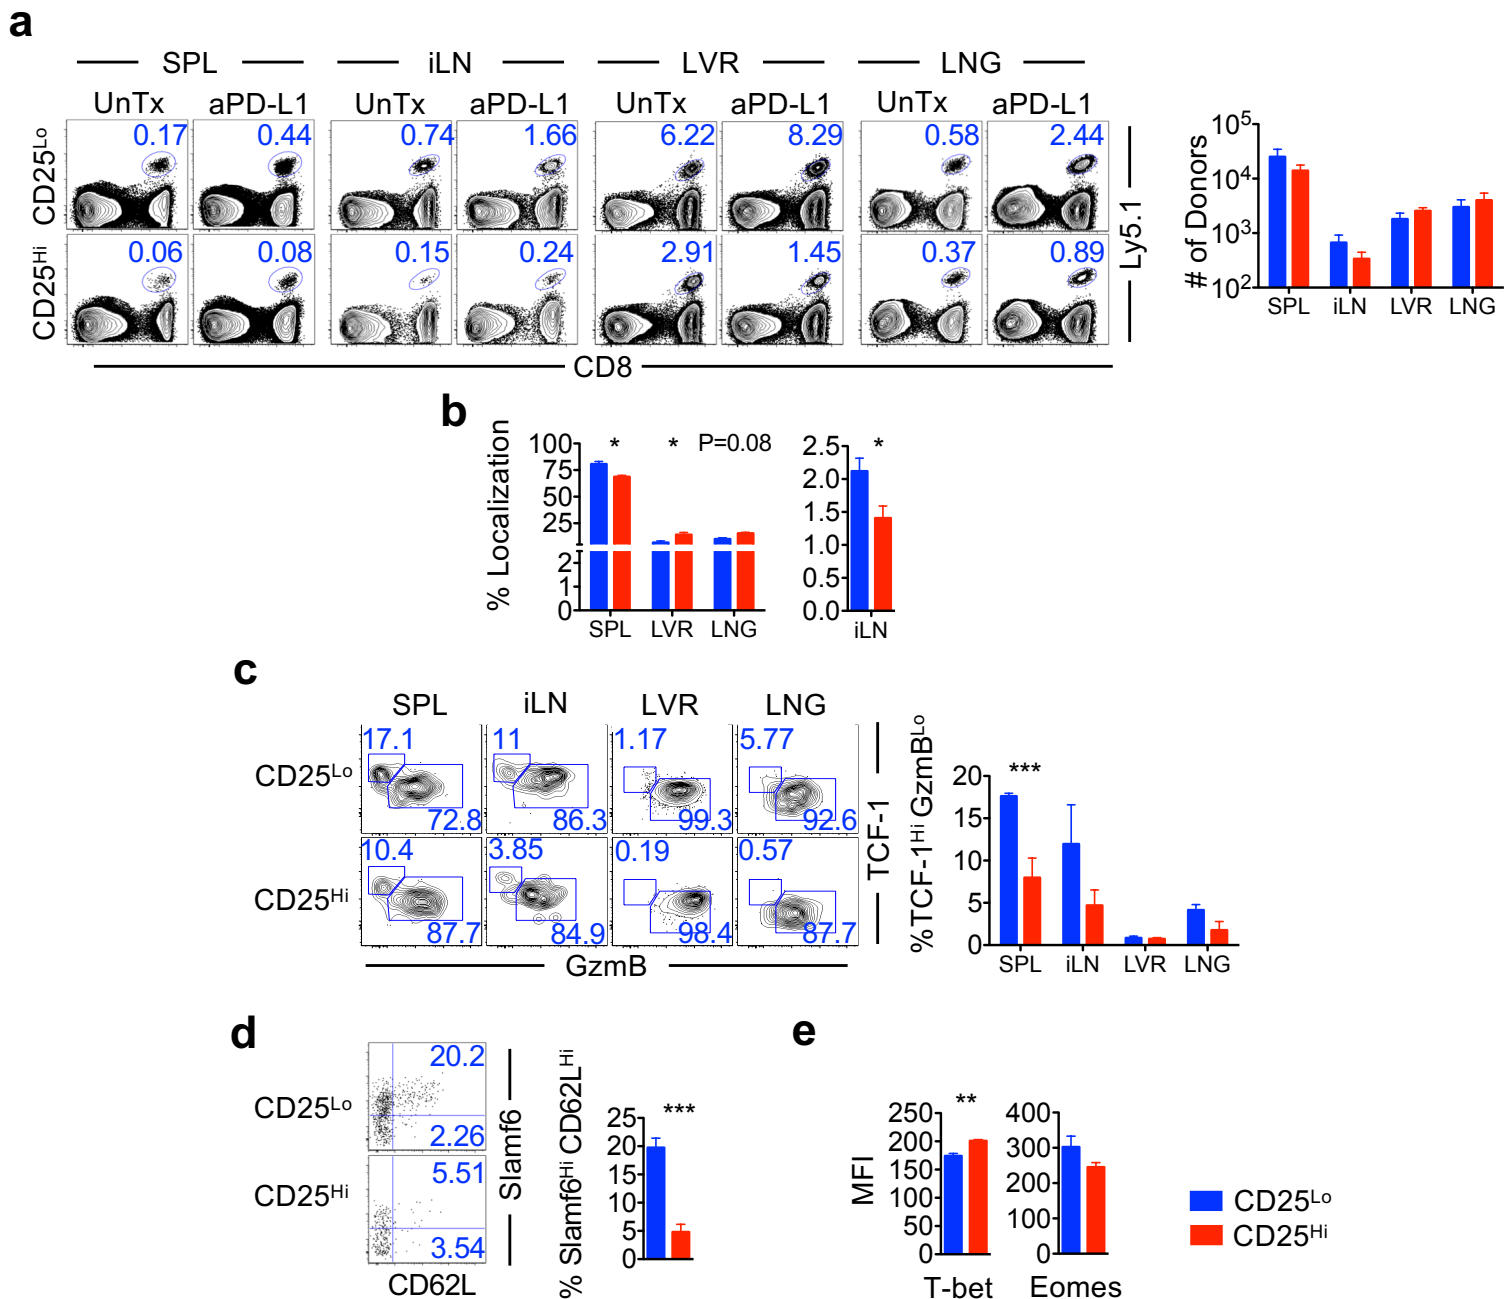 a
SPL iLN LVR LNG
UnTx aPD-L1 UnTx aPD-L1 UnTx aPD-L1 UnTx aPD-L1
CD25Lo 0.17 0.44 0.74 1.66 6.22 8.29 0.58 2.44
CD25Hi 0.06 0.08 0.15 0.24 2.91 1.45 0.37 0.89
Ly5.1
CD8
# of Donors
10^5
10^4
10^3
10^2
SPL iLN LVR LNG
b
% Localization
100
75
50
25
2
1
0
* * P=0.08
SPL LVR LNG
2.5
2.0
1.5
1.0
0.5
0.0
*
iLN
c
SPL iLN LVR LNG
CD25Lo
17.1 11 1.17 5.77
72.8 86.3 99.3 92.6
CD25Hi
10.4 3.85 0.19 0.57
87.7 84.9 98.4 87.7
TCF-1
GzmB
%TCF-1Hi GzmBLo
20
15
10
5
0
***
SPL iLN LVR LNG
d
CD25Lo
20.2
2.26
CD25Hi
5.51
3.54
Slamf6
CD62L
% Slamf6Hi CD62LHi
25
20
15
10
5
0
***
e
MFI
250
200
150
100
50
0
**
T-bet
400
300
200
100
0
Eomes
CD25Lo
CD25Hi